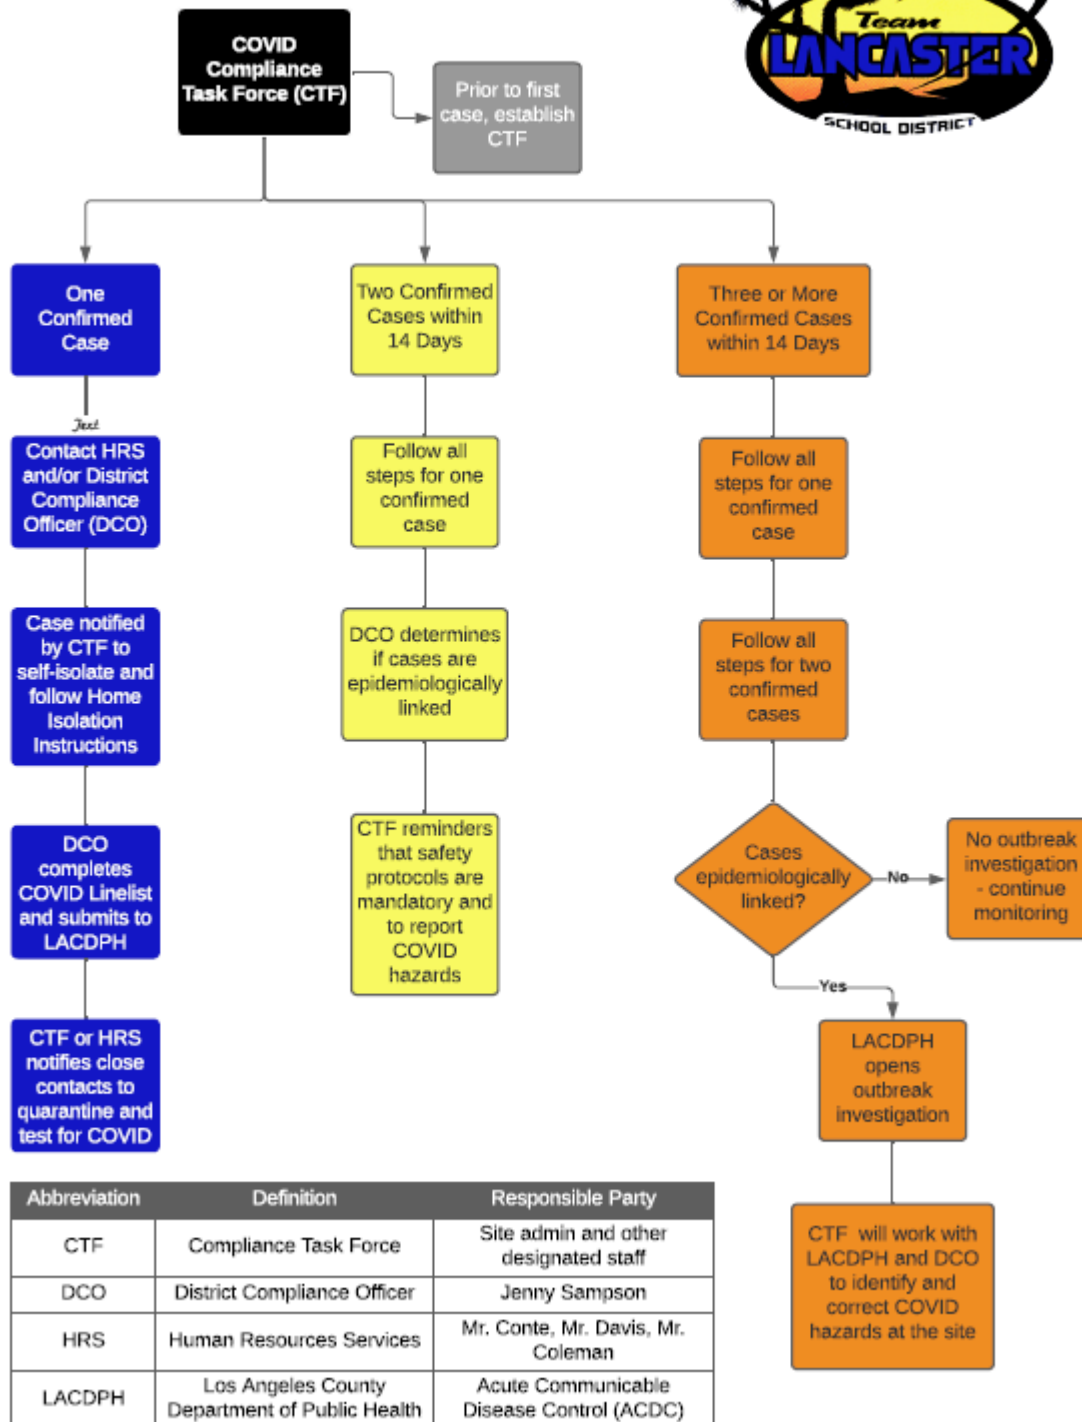 COVID
Compliance
Task Force (CTF)
Prior to first
case, establish
CTF
Team
LANCASTER
SCHOOL DISTRICT
One
Confirmed
Case
Text
Contact HRS
and/or District
Compliance
Officer (DCO)
Case notified
by CTF to
self-isolate and
follow Home
Isolation
Instructions
DCO
completes
COVID Linelist
and submits to
LACDPH
CTF or HRS
notifies close
contacts to
quarantine and
test for COVID
Two Confirmed
Cases within
14 Days
Follow all
steps for one
confirmed
case
DCO determines
if cases are
epidemiologically
linked
CTF reminders
that safety
protocols are
mandatory and
to report
COVID
hazards
Three or More
Confirmed Cases
within 14 Days
Follow all
steps for one
confirmed
case
Follow all
steps for two
confirmed
cases
Cases
epidemiologically
linked?
No
No outbreak
investigation
- continue
monitoring
Yes
LACDPH
opens
outbreak
investigation
CTF will work with
LACDPH and DCO
to identify and
correct COVID
hazards at the site
Abbreviation Definition Responsible Party
CTF Compliance Task Force Site admin and other
designated staff
DCO District Compliance Officer Jenny Sampson
HRS Human Resources Services Mr. Conte, Mr. Davis, Mr.
Coleman
LACDPH Los Angeles County
Department of Public Health Acute Communicable
Disease Control (ACDC)